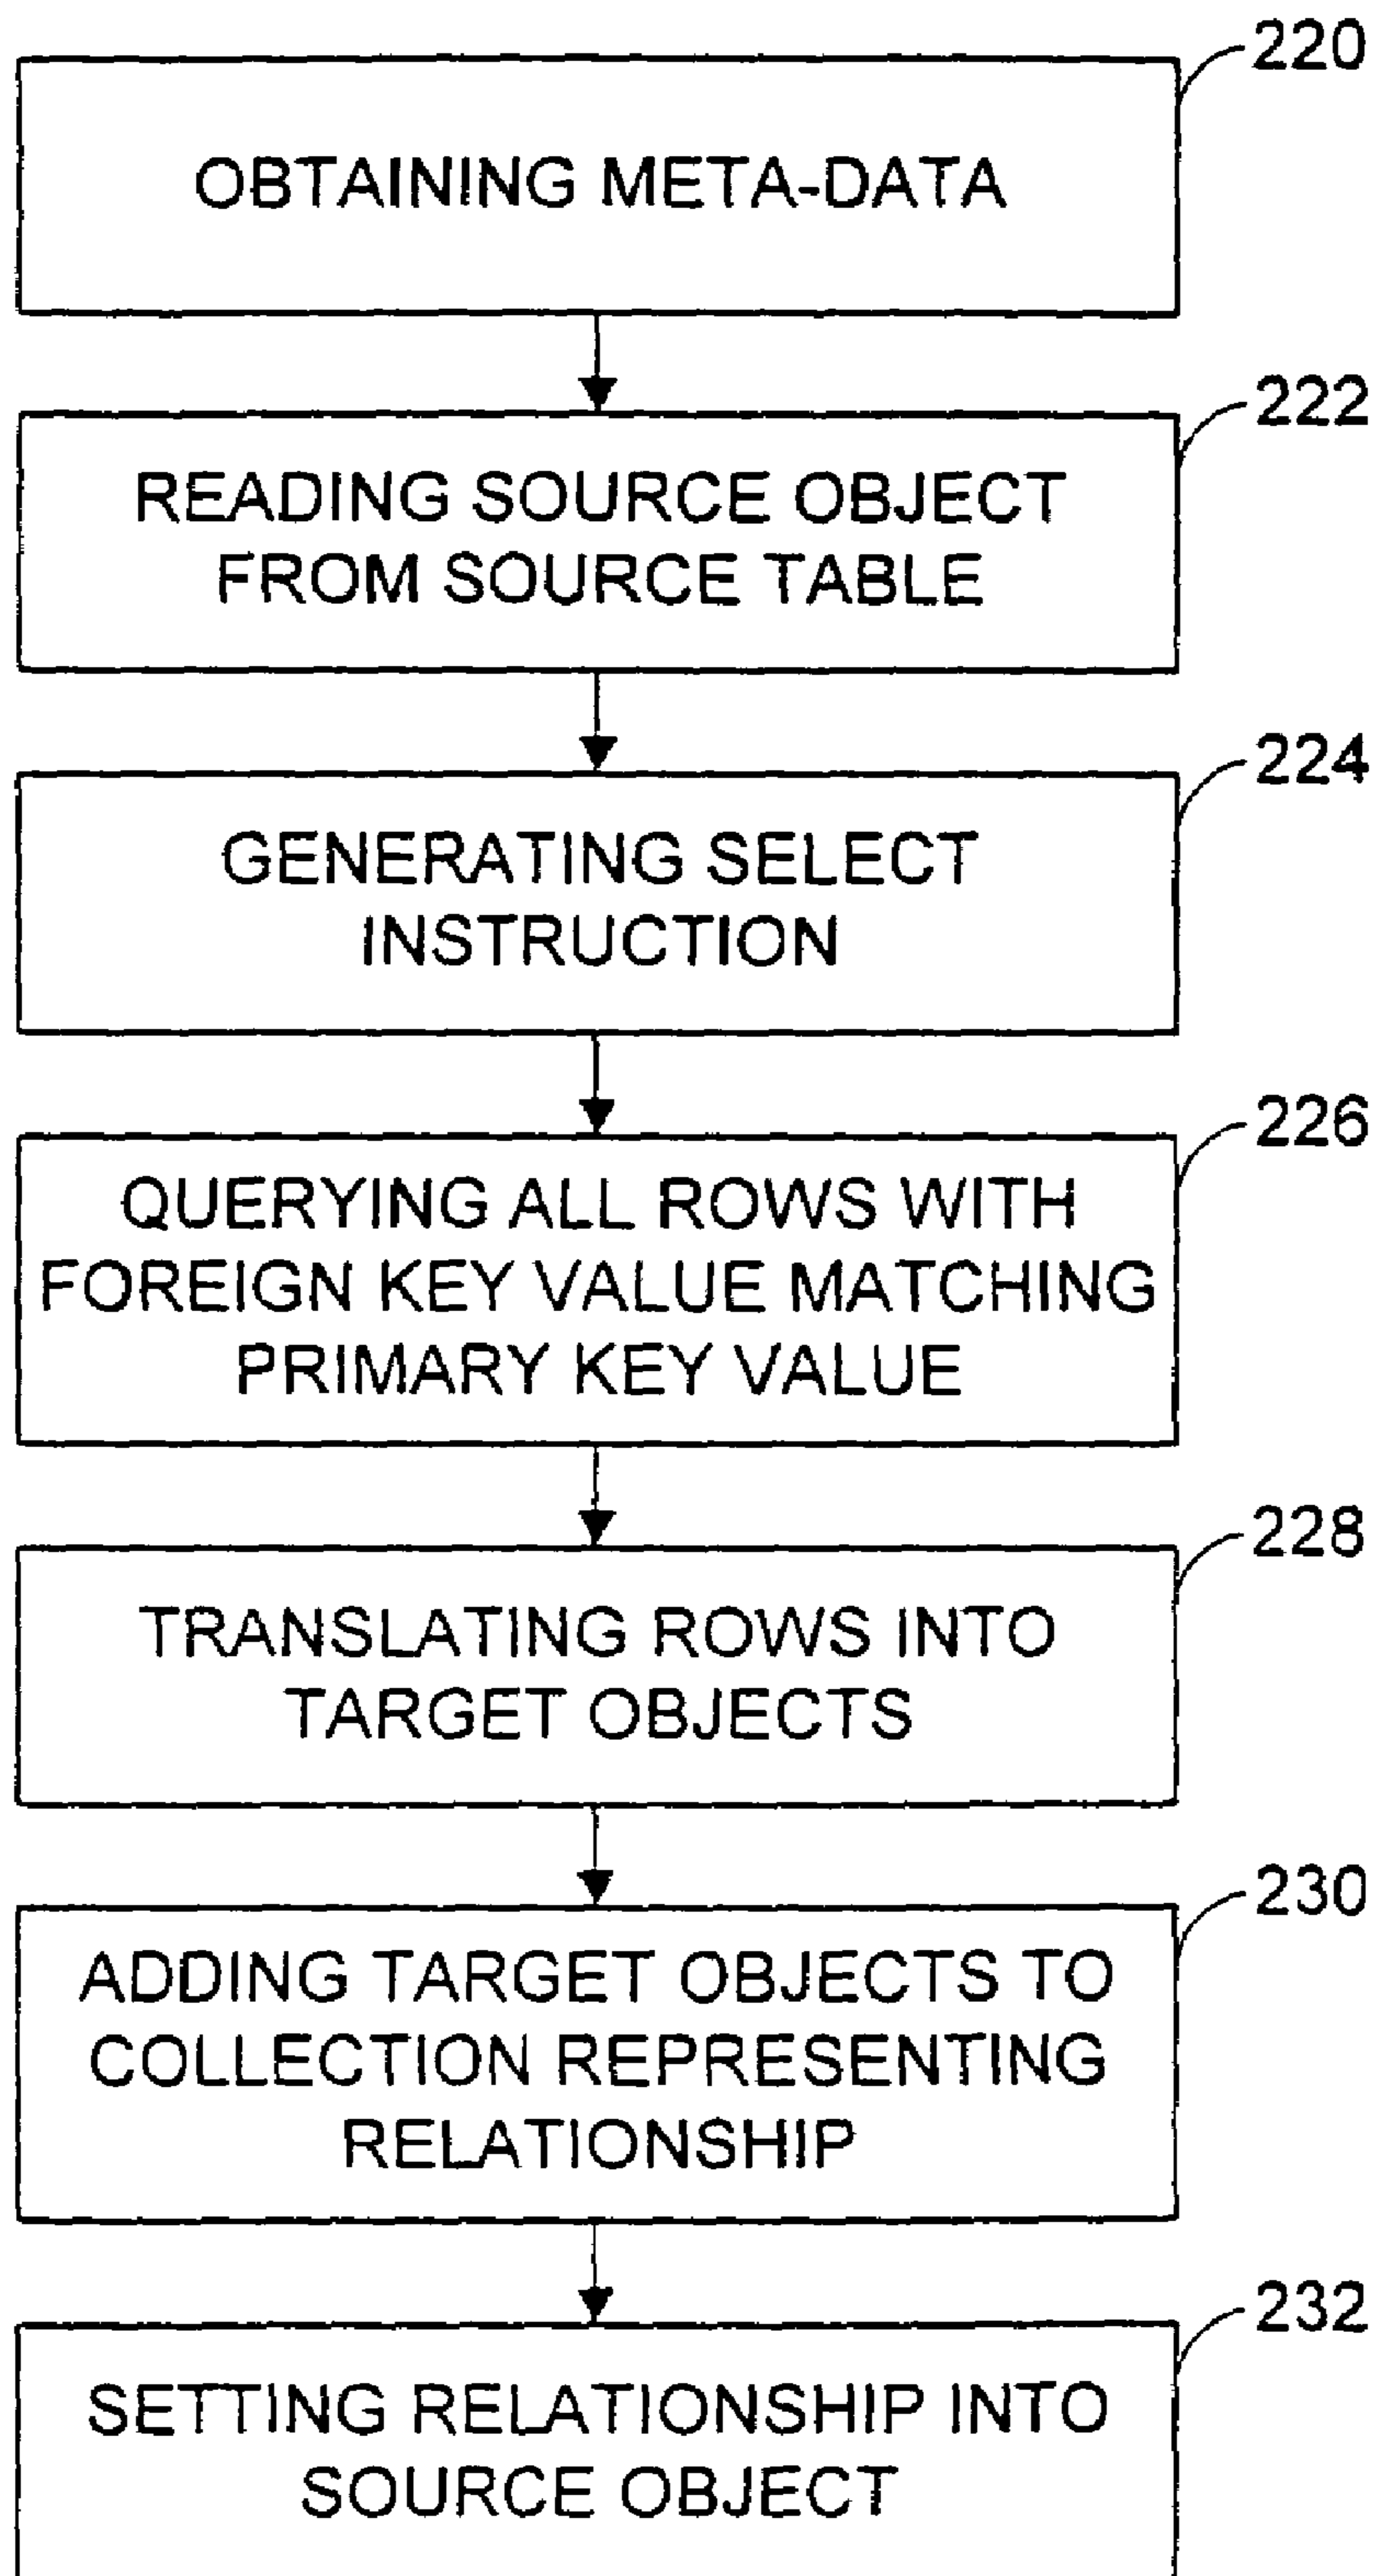 220
OBTAINING META-DATA
222
READING SOURCE OBJECT
FROM SOURCE TABLE
224
GENERATING SELECT
INSTRUCTION
226
QUERYING ALL ROWS WITH
FOREIGN KEY VALUE MATCHING
PRIMARY KEY VALUE
228
TRANSLATING ROWS INTO
TARGET OBJECTS
230
ADDING TARGET OBJECTS TO
COLLECTION REPRESENTING
RELATIONSHIP
232
SETTING RELATIONSHIP INTO
SOURCE OBJECT